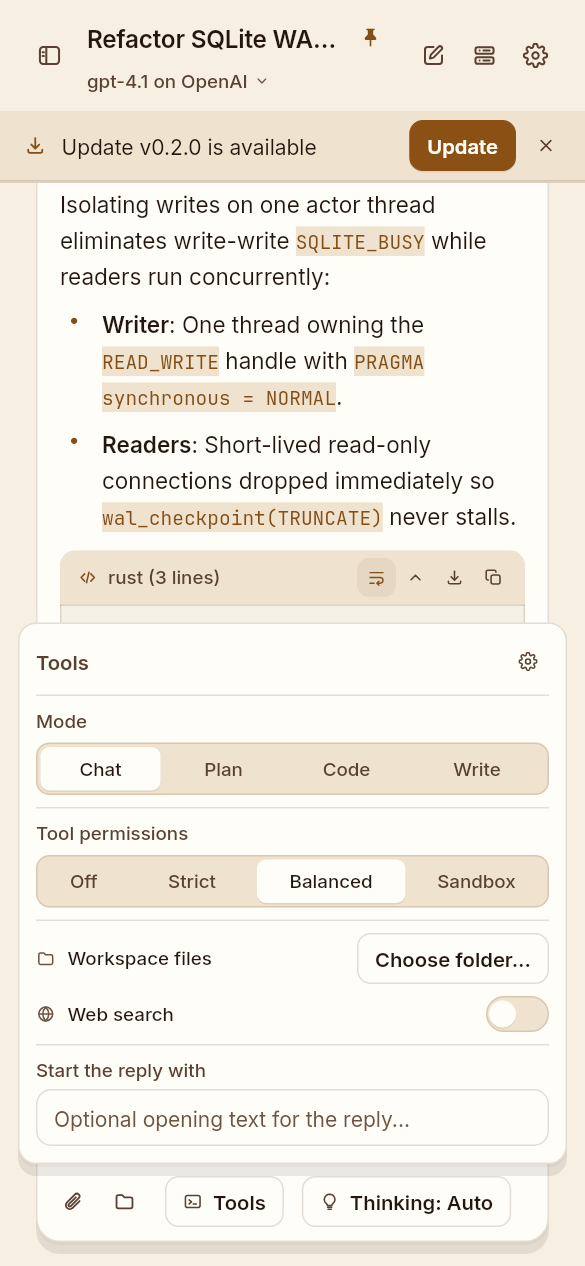 Refactor SQLite WA...
gpt-4.1 on OpenAI
Update v0.2.0 is available
Update
Isolating writes on one actor thread
eliminates write-write SQLITE_BUSY while
readers run concurrently:
• Writer: One thread owning the
READ_WRITE handle with PRAGMA
synchronous = NORMAL.
• Readers: Short-lived read-only
connections dropped immediately so
wal_checkpoint(TRUNCATE) never stalls.
rust (3 lines)
Tools
Mode
Chat Plan Code Write
Tool permissions
Off Strict Balanced Sandbox
Workspace files Choose folder...
Web search
Start the reply with
Optional opening text for the reply...
Tools Thinking: Auto